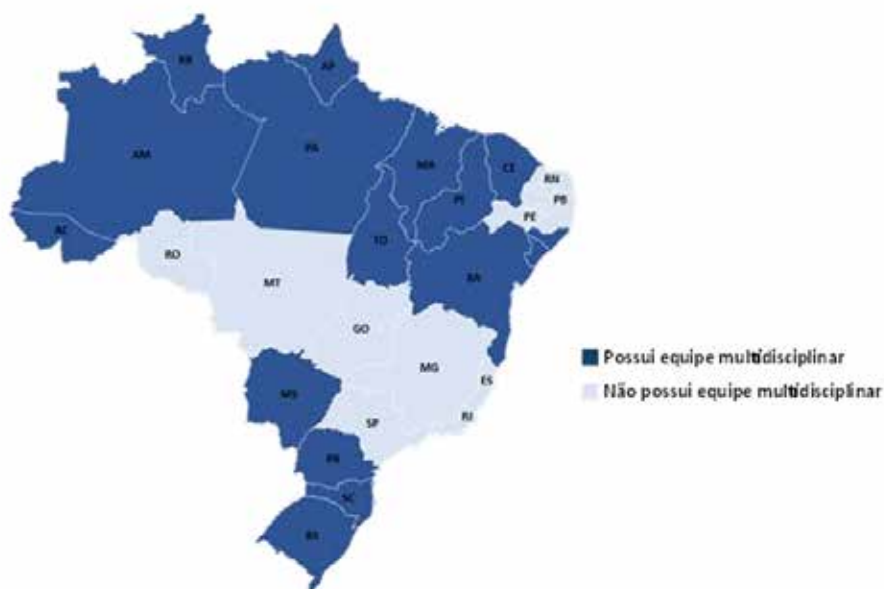 RR
AP
AM
PA
MA
CE
RN
PB
PI
PE
AC
TO
RO
BA
MT
GO
MG
ES
MS
SP
RJ
PR
SC
RS
Possui equipe multidisciplinar
Não possui equipe multidisciplinar